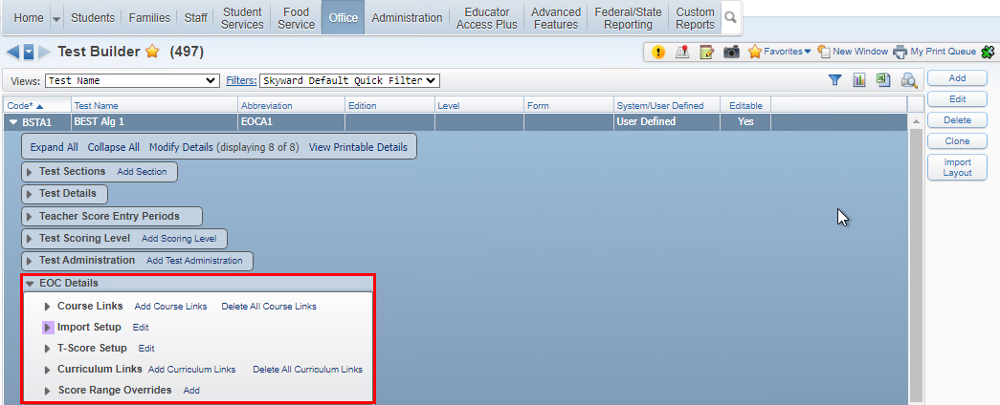 Home Students Families Staff Student Services Food Service Office Administration Educator Access Plus Advanced Features Federal/State Reporting Custom Reports
Test Builder (497) Favorites New Window My Print Queue
Views: Test Name Filters: Skyward Default Quick Filter
Code* Test Name Abbreviation Edition Level Form System/User Defined Editable
BSTA1 BEST Alg 1 EOCA1 User Defined Yes
Expand All Collapse All Modify Details (displaying 8 of 8) View Printable Details
Test Sections Add Section
Test Details
Teacher Score Entry Periods
Test Scoring Level Add Scoring Level
Test Administration Add Test Administration
EOC Details
Course Links Add Course Links Delete All Course Links
Import Setup Edit
T-Score Setup Edit
Curriculum Links Add Curriculum Links Delete All Curriculum Links
Score Range Overrides Add
Add
Edit
Delete
Clone
Import
Layout